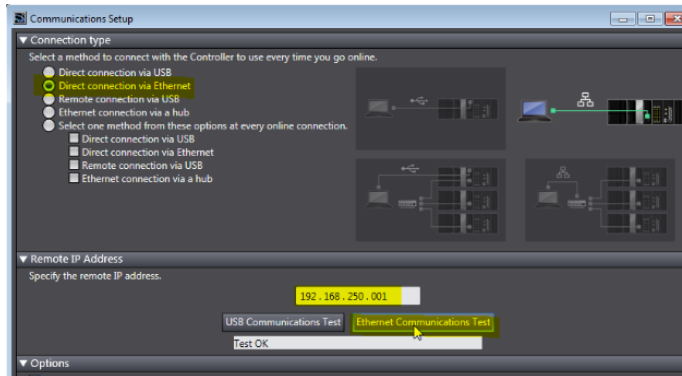 Communications Setup
▼ Connection type
Select a method to connect with the Controller to use every time you go online.
Direct connection via USB
Direct connection via Ethernet
Remote connection via USB
Ethernet connection via a hub
Select one method from these options at every online connection.
Direct connection via USB
Direct connection via Ethernet
Remote connection via USB
Ethernet connection via a hub
▼ Remote IP Address
Specify the remote IP address.
192 . 168 . 250 . 001
USB Communications Test Ethernet Communications Test
Test OK
▼ Options